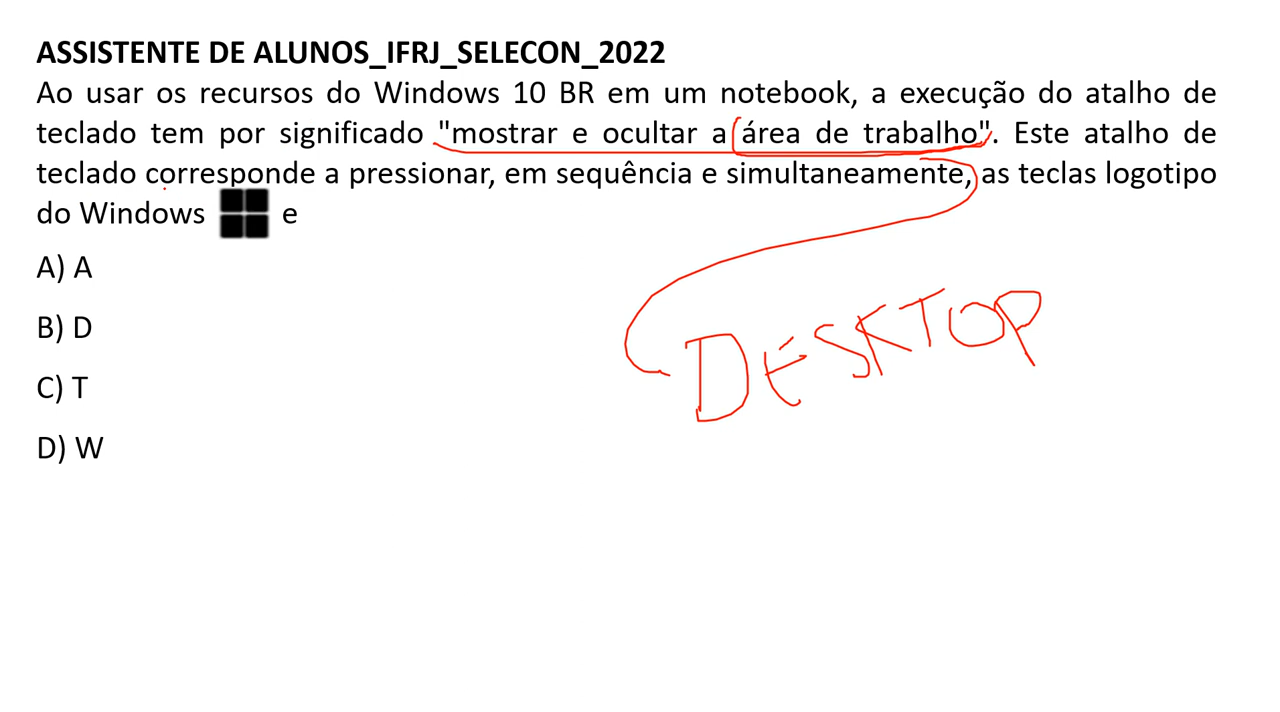 ASSISTENTE DE ALUNOS_IFRJ_SELECON_2022
Ao usar os recursos do Windows 10 BR em um notebook, a execução do atalho de
teclado tem por significado "mostrar e ocultar a área de trabalho". Este atalho de
teclado corresponde a pressionar, em sequência e simultaneamente, as teclas logotipo
do Windows e
A) A
B) D
C) T
D) W
DESKTOP